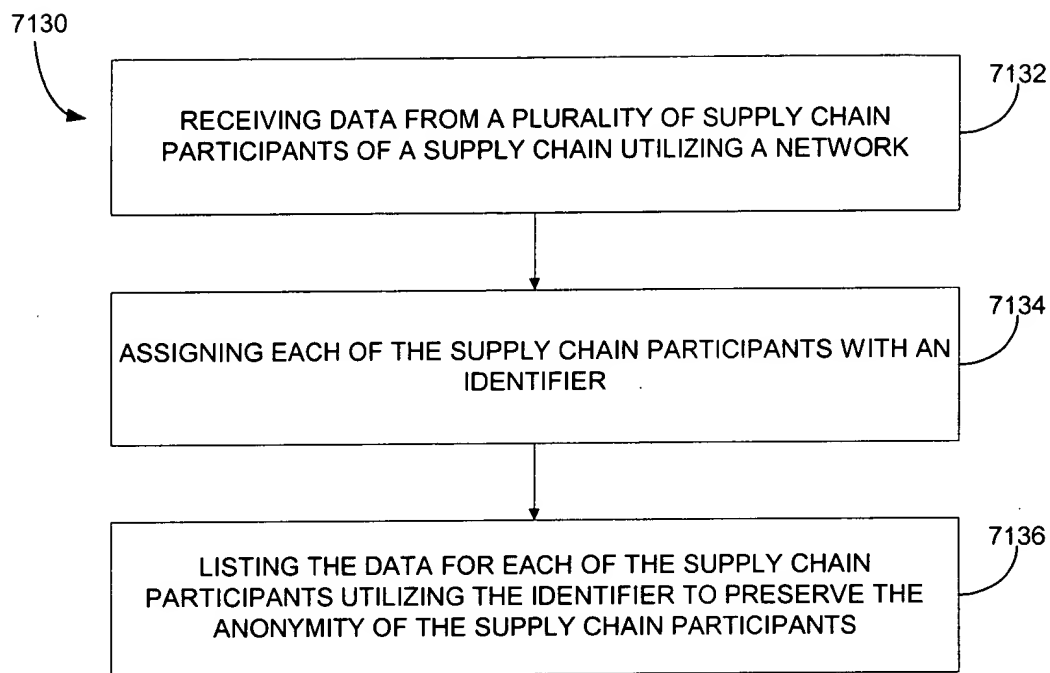 7130
7132
RECEIVING DATA FROM A PLURALITY OF SUPPLY CHAIN
PARTICIPANTS OF A SUPPLY CHAIN UTILIZING A NETWORK
7134
ASSIGNING EACH OF THE SUPPLY CHAIN PARTICIPANTS WITH AN
IDENTIFIER
7136
LISTING THE DATA FOR EACH OF THE SUPPLY CHAIN
PARTICIPANTS UTILIZING THE IDENTIFIER TO PRESERVE THE
ANONYMITY OF THE SUPPLY CHAIN PARTICIPANTS